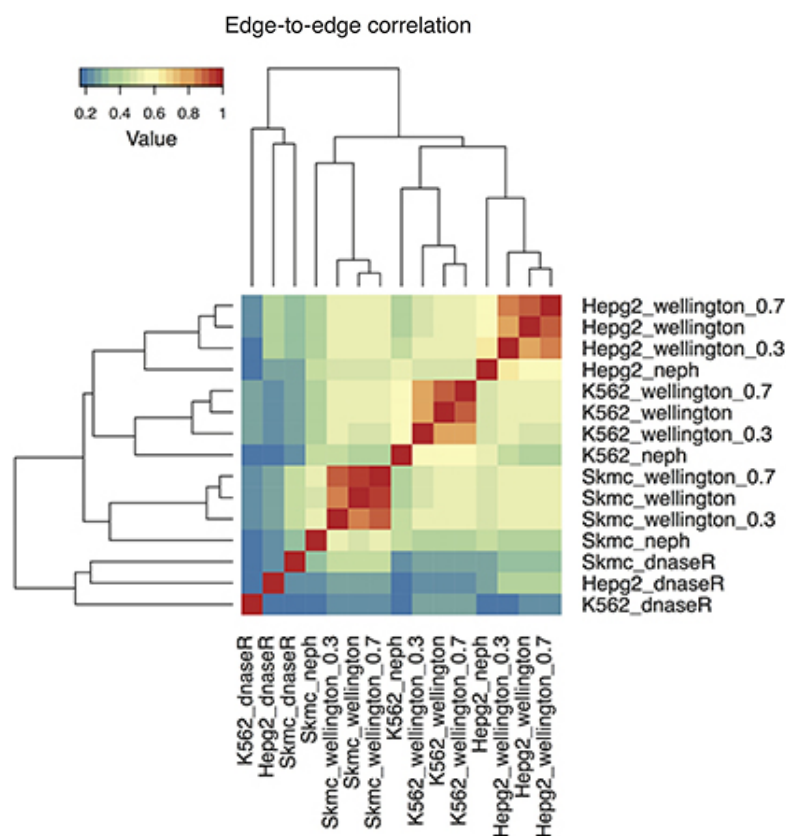 Edge-to-edge correlation
0.2 0.4 0.6 0.8 1
Value
Hepg2_wellington_0.7
Hepg2_wellington
Hepg2_wellington_0.3
Hepg2_neph
K562_wellington_0.7
K562_wellington
K562_wellington_0.3
K562_neph
Skmc_wellington_0.7
Skmc_wellington
Skmc_wellington_0.3
Skmc_neph
Skmc_dnaseR
Hepg2_dnaseR
K562_dnaseR
K562_dnaseR
Hepg2_dnaseR
Skmc_dnaseR
Skmc_neph
Skmc_wellington_0.3
Skmc_wellington
Skmc_wellington_0.7
K562_neph
K562_wellington_0.3
K562_wellington
K562_wellington_0.7
Hepg2_neph
Hepg2_wellington_0.3
Hepg2_wellington
Hepg2_wellington_0.7